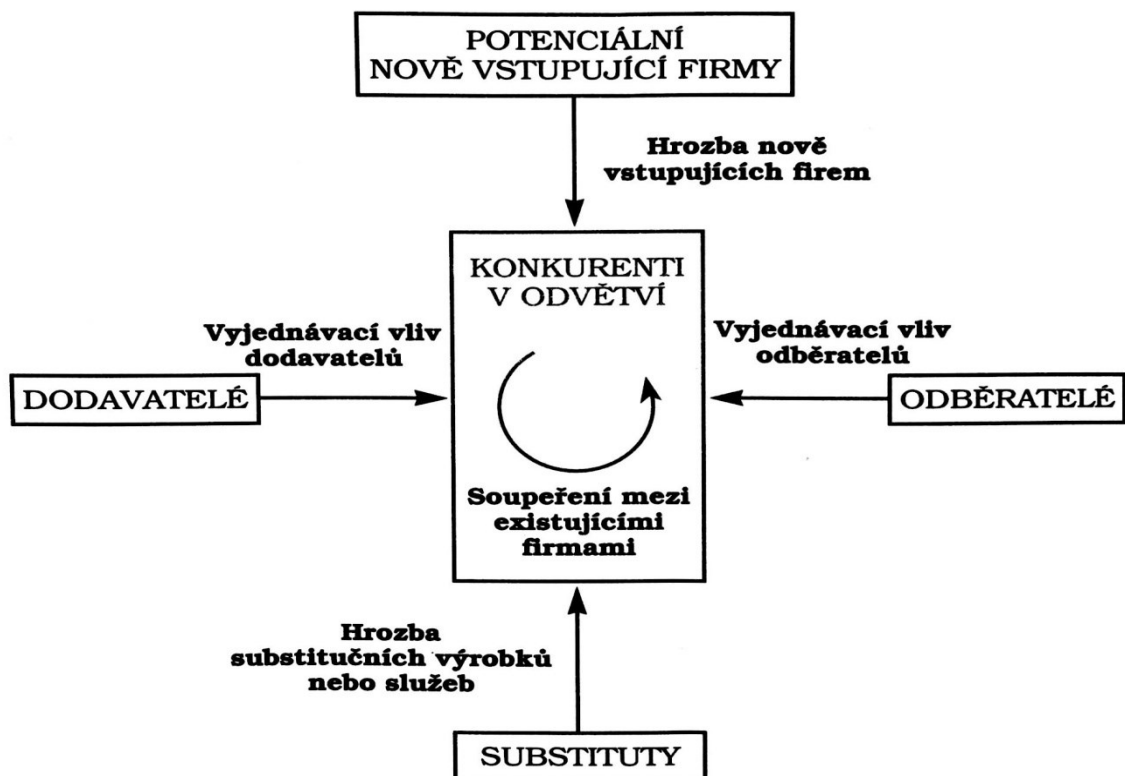 POTENCIÁLNÍ
NOVĚ VSTUPUJÍCÍ FIRMY
Hrozba nově
vstupujících firem
KONKURENTI
V ODVĚTVÍ
Vyjednávací vliv
dodavatelů
Vyjednávací vliv
odběratelů
DODAVATELÉ
ODBĚRATELÉ
Soupeření mezi
existujícími
firmami
Hrozba
substitučních výrobků
nebo služeb
SUBSTITUTY